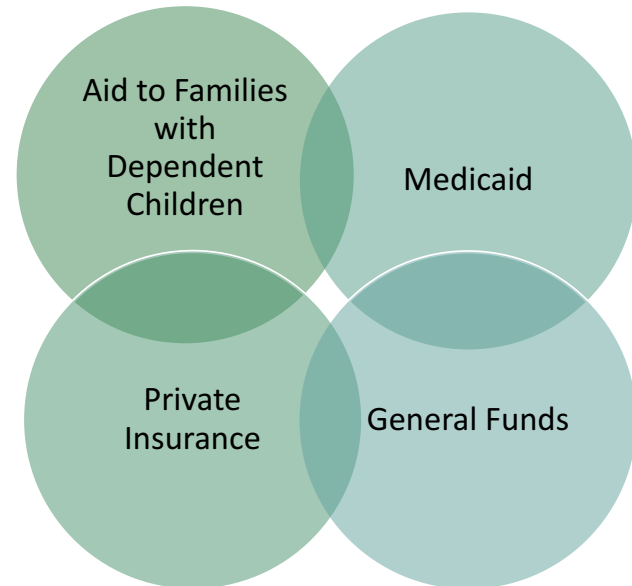 Aid to Families
with
Dependent
Children
Medicaid
Private
Insurance
General Funds